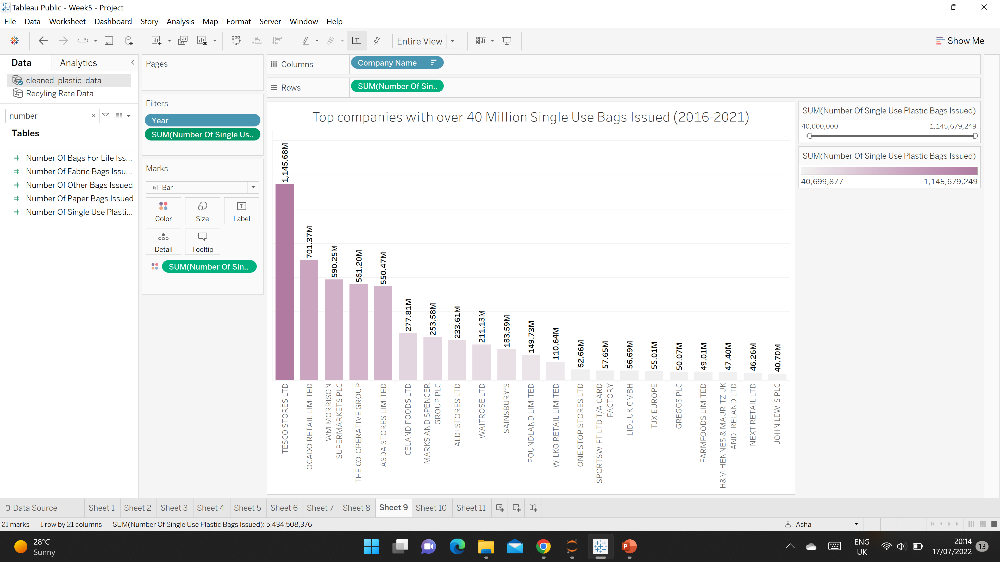 Tableau Public - Week5 - Project
File Data Worksheet Dashboard Story Analysis Map Format Server Window Help
Entire View
Show Me
Data Analytics
cleaned_plastic_data
Recyling Rate Data -
number
Tables
Number Of Bags For Life Iss...
Number Of Fabric Bags Issu...
Number Of Other Bags Issued
Number Of Paper Bags Issued
Number Of Single Use Plasti...
Pages
Filters
Year
SUM(Number Of Single Us..
Marks
Bar
Color Size Label
Detail Tooltip
SUM(Number Of Sin..
Columns Company Name
Rows SUM(Number Of Sin..
Top companies with over 40 Million Single Use Bags Issued (2016-2021)
1,145.68M
701.37M
590.25M
561.20M
550.47M
277.81M
253.58M
233.61M
211.13M
183.59M
149.73M
110.64M
62.66M
57.65M
56.69M
55.01M
50.07M
49.01M
47.40M
46.26M
40.70M
TESCO STORES LTD
OCADO RETAIL LIMITED
WM MORRISON
SUPERMARKETS PLC
THE CO-OPERATIVE GROUP
ASDA STORES LIMITED
ICELAND FOODS LTD
MARKS AND SPENCER
GROUP PLC
ALDI STORES LTD
WAITROSE LTD
SAINSBURY'S
POUNDLAND LIMITED
WILKO RETAIL LIMITED
ONE STOP STORES LTD
SPORTSWIFT LTD T/A CARD
FACTORY
LIDL UK GMBH
TJX EUROPE
GREGGS PLC
FARMFOODS LIMITED
H&M HENNES & MAURITZ UK
AND IRELAND LTD
NEXT RETAIL LTD
JOHN LEWIS PLC
SUM(Number Of Single Use Plastic Bags Issued)
40,000,000 1,145,679,249
SUM(Number Of Single Use Plastic Bags Issued)
40,699,877 1,145,679,249
Data Source Sheet 1 Sheet 2 Sheet 3 Sheet 4 Sheet 5 Sheet 6 Sheet 7 Sheet 8 Sheet 9 Sheet 10 Sheet 11
21 marks 1 row by 21 columns SUM(Number Of Single Use Plastic Bags Issued): 5,434,508,376
Asha
28°C
Sunny
ENG
UK
20:14
17/07/2022
13